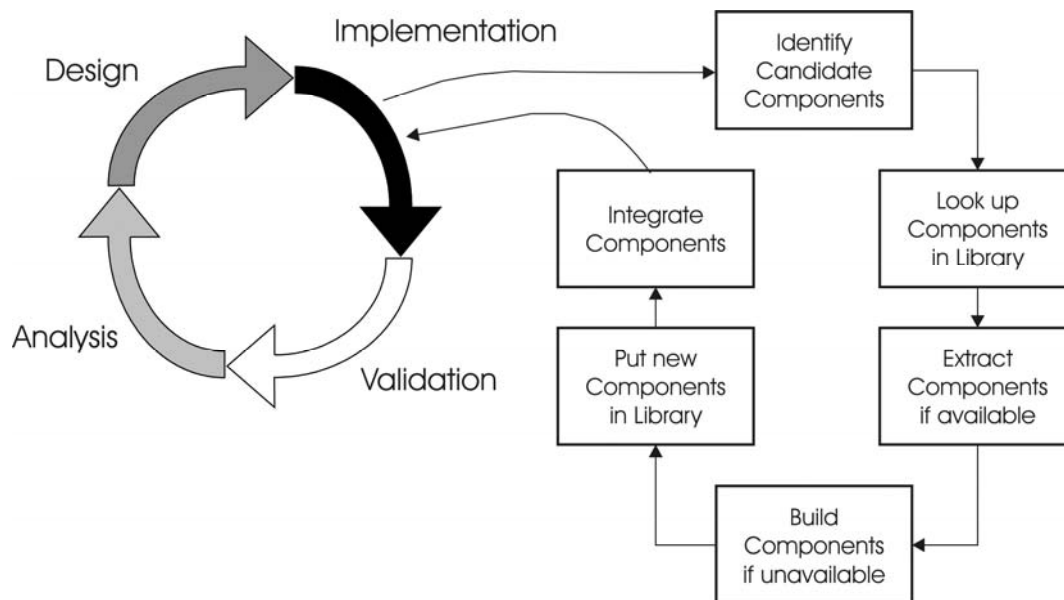 Implementation
Design
Analysis
Validation
Identify
Candidate
Components
Look up
Components
in Library
Extract
Components
if available
Build
Components
if unavailable
Put new
Components
in Library
Integrate
Components